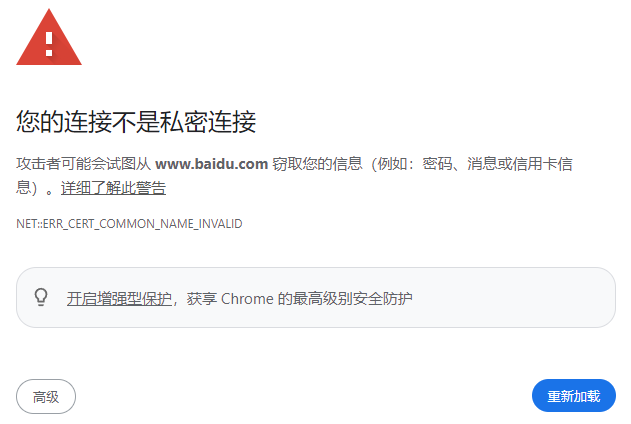 您的连接不是私密连接
攻击者可能会试图从 www.baidu.com 窃取您的信息（例如：密码、消息或信用卡信
息）。详细了解此警告
NET::ERR_CERT_COMMON_NAME_INVALID
开启增强型保护，获享 Chrome 的最高级别安全防护
高级
重新加载